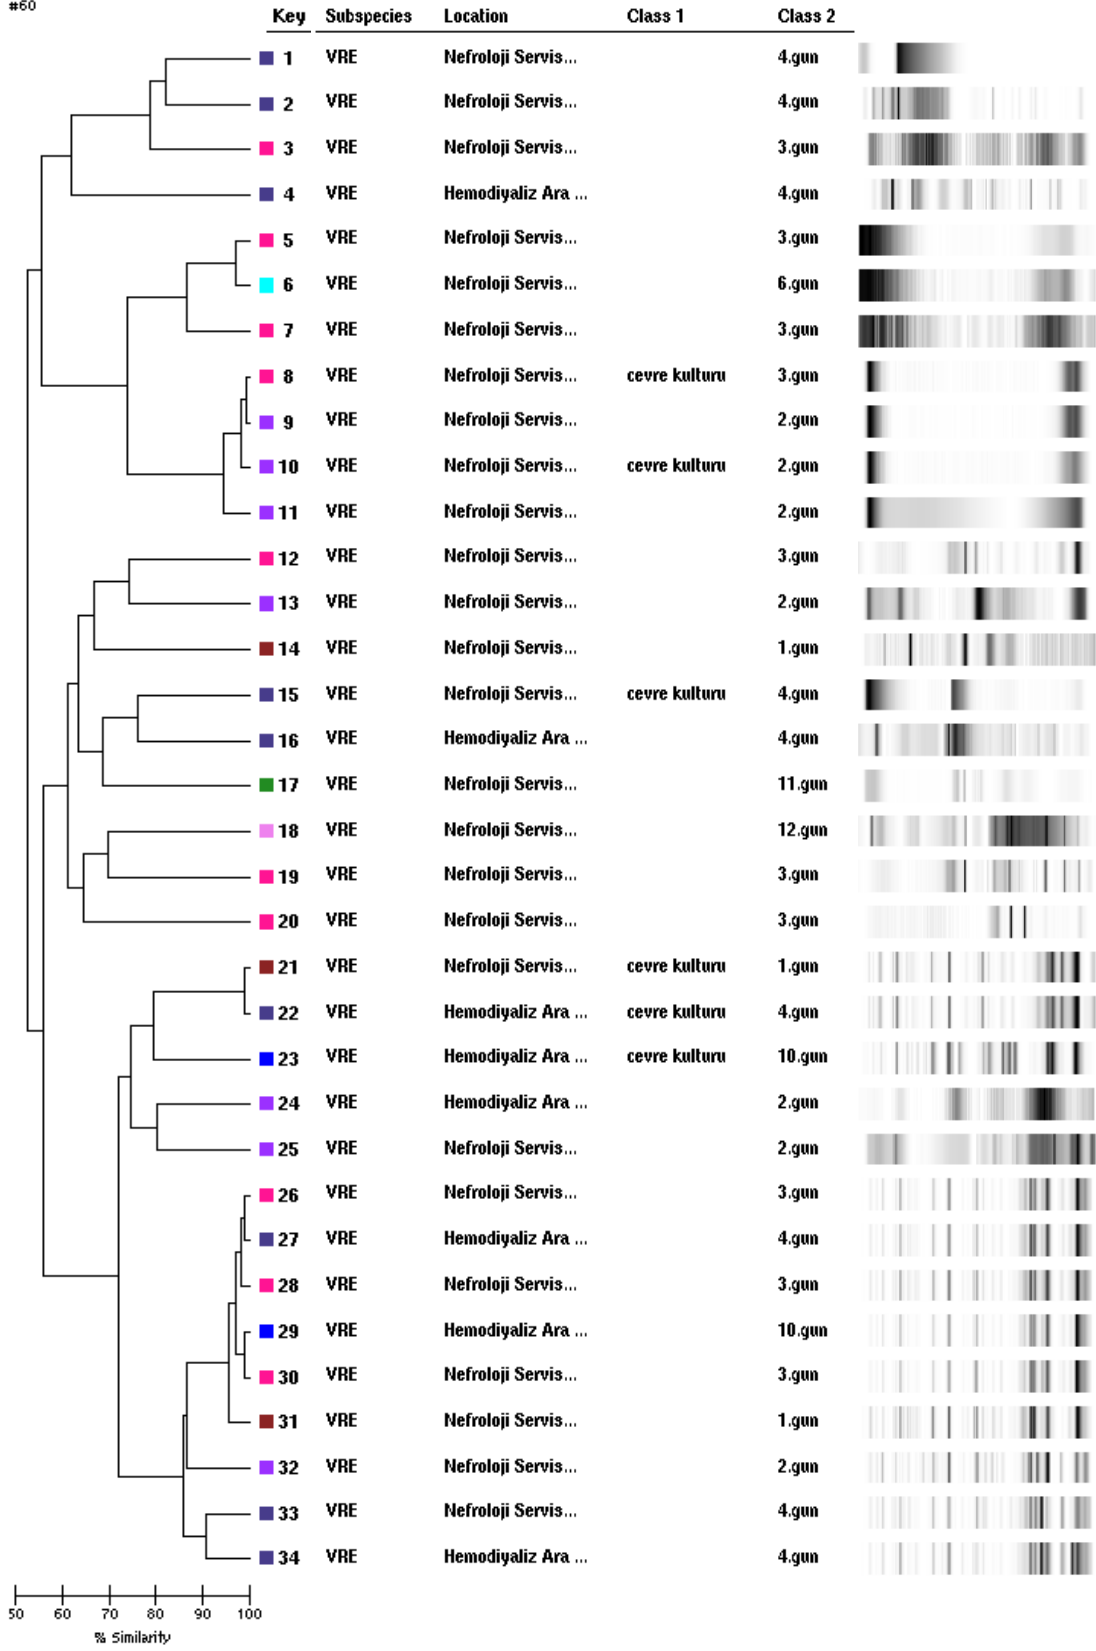 #60
Key Subspecies Location Class 1 Class 2
1 VRE Nefroloji Servis... 4.gun
2 VRE Nefroloji Servis... 4.gun
3 VRE Nefroloji Servis... 3.gun
4 VRE Hemodiyaliz Ara ... 4.gun
5 VRE Nefroloji Servis... 3.gun
6 VRE Nefroloji Servis... 6.gun
7 VRE Nefroloji Servis... 3.gun
8 VRE Nefroloji Servis... cevre kulturu 3.gun
9 VRE Nefroloji Servis... 2.gun
10 VRE Nefroloji Servis... cevre kulturu 2.gun
11 VRE Nefroloji Servis... 2.gun
12 VRE Nefroloji Servis... 3.gun
13 VRE Nefroloji Servis... 2.gun
14 VRE Nefroloji Servis... 1.gun
15 VRE Nefroloji Servis... cevre kulturu 4.gun
16 VRE Hemodiyaliz Ara ... 4.gun
17 VRE Nefroloji Servis... 11.gun
18 VRE Nefroloji Servis... 12.gun
19 VRE Nefroloji Servis... 3.gun
20 VRE Nefroloji Servis... 3.gun
21 VRE Nefroloji Servis... cevre kulturu 1.gun
22 VRE Hemodiyaliz Ara ... cevre kulturu 4.gun
23 VRE Hemodiyaliz Ara ... cevre kulturu 10.gun
24 VRE Hemodiyaliz Ara ... 2.gun
25 VRE Nefroloji Servis... 2.gun
26 VRE Nefroloji Servis... 3.gun
27 VRE Hemodiyaliz Ara ... 4.gun
28 VRE Nefroloji Servis... 3.gun
29 VRE Hemodiyaliz Ara ... 10.gun
30 VRE Nefroloji Servis... 3.gun
31 VRE Nefroloji Servis... 1.gun
32 VRE Nefroloji Servis... 2.gun
33 VRE Nefroloji Servis... 4.gun
34 VRE Hemodiyaliz Ara ... 4.gun
50 60 70 80 90 100
% Similarity